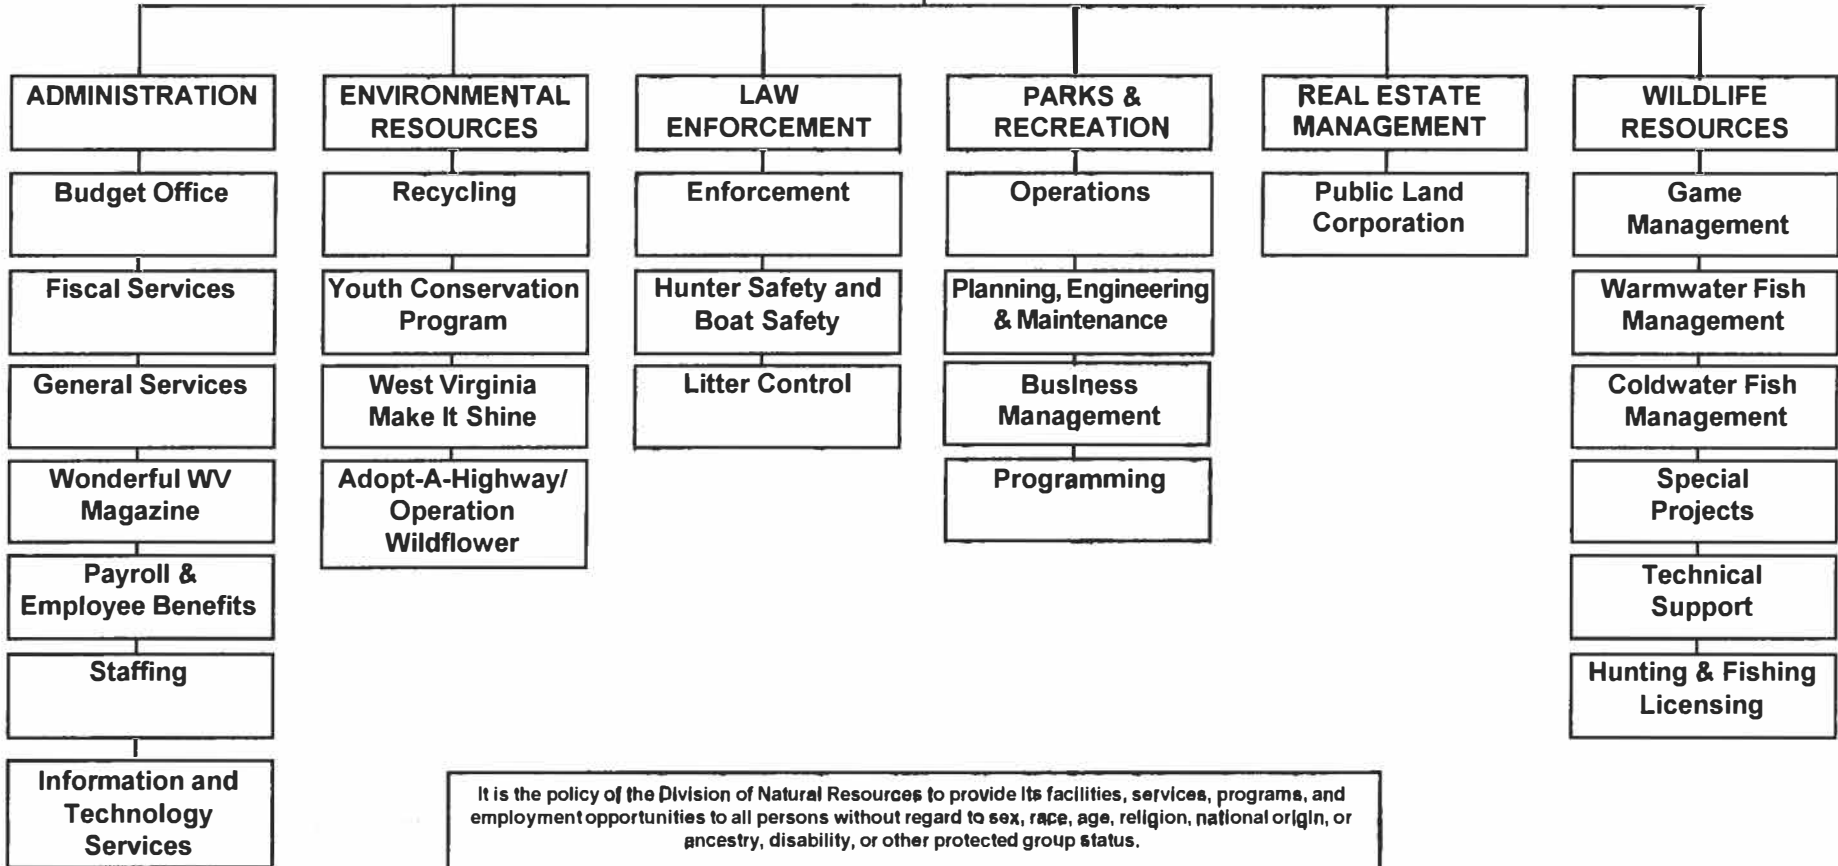 ADMINISTRATION
Budget Office
Fiscal Services
General Services
Wonderful WV
Magazine
Payroll &
Employee Benefits
Staffing
Information and
Technology
Services
ENVIRONMENTAL
RESOURCES
Recycling
Youth Conservation
Program
West Virginia
Make It Shine
Adopt-A-Highway/
Operation
Wildflower
LAW
ENFORCEMENT
Enforcement
Hunter Safety and
Boat Safety
Litter Control
PARKS &
RECREATION
Operations
Planning, Engineering
& Maintenance
Business
Management
Programming
REAL ESTATE
MANAGEMENT
Public Land
Corporation
WILDLIFE
RESOURCES
Game
Management
Warmwater Fish
Management
Coldwater Fish
Management
Special
Projects
Technical
Support
Hunting & Fishing
Licensing
It is the policy of the Division of Natural Resources to provide its facilities, services, programs, and
employment opportunities to all persons without regard to sex, race, age, religion, national origin, or
ancestry, disability, or other protected group status.